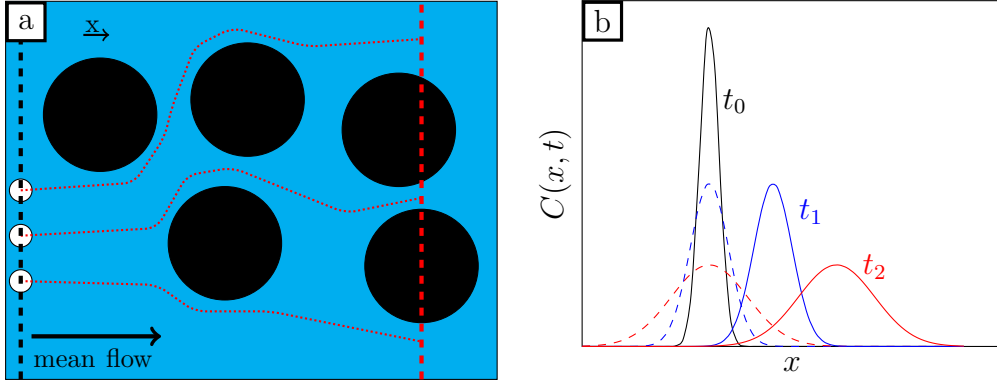 a
x
mean flow
b
t₀
t₁
t₂
C(x, t)
x